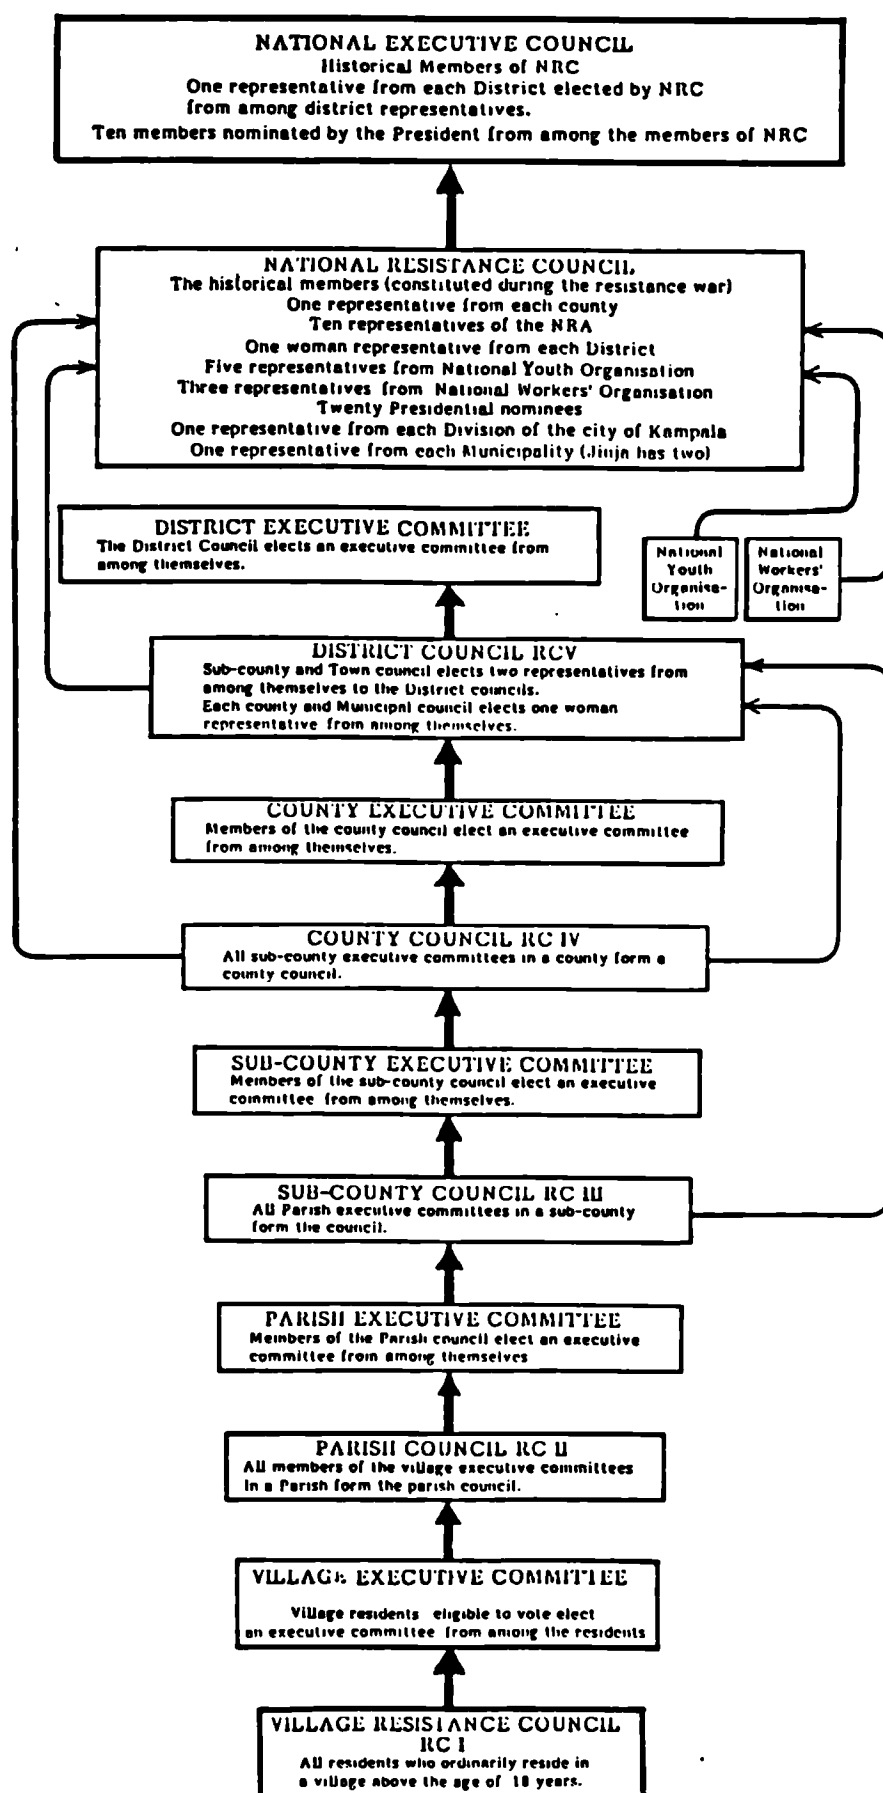 NATIONAL EXECUTIVE COUNCIL
Historical Members of NRC
One representative from each District elected by NRC
from among district representatives.
Ten members nominated by the President from among the members of NRC
NATIONAL RESISTANCE COUNCIL
The historical members (constituted during the resistance war)
One representative from each county
Ten representatives of the NRA
One woman representative from each District
Five representatives from National Youth Organisation
Three representatives from National Workers' Organisation
Twenty Presidential nominees
One representative from each Division of the city of Kampala
One representative from each Municipality (Jinja has two)
DISTRICT EXECUTIVE COMMITTEE
The District Council elects an executive committee from
among themselves.
National
Youth
Organisa-
tion
National
Workers'
Organisa-
tion
DISTRICT COUNCIL RCV
Sub-county and Town council elects two representatives from
among themselves to the District councils.
Each county and Municipal council elects one woman
representative from among themselves.
COUNTY EXECUTIVE COMMITTEE
Members of the county council elect an executive committee
from among themselves.
COUNTY COUNCIL RC IV
All sub-county executive committees in a county form a
county council.
SUB-COUNTY EXECUTIVE COMMITTEE
Members of the sub-county council elect an executive
committee from among themselves.
SUB-COUNTY COUNCIL RC III
All Parish executive committees in a sub-county
form the council.
PARISH EXECUTIVE COMMITTEE
Members of the Parish council elect an executive
committee from among themselves
PARISH COUNCIL RC II
All members of the village executive committees
In a Parish form the parish council.
VILLAGE EXECUTIVE COMMITTEE
Village residents eligible to vote elect
an executive committee from among the residents
VILLAGE RESISTANCE COUNCIL
RC I
All residents who ordinarily reside in
a village above the age of 18 years.